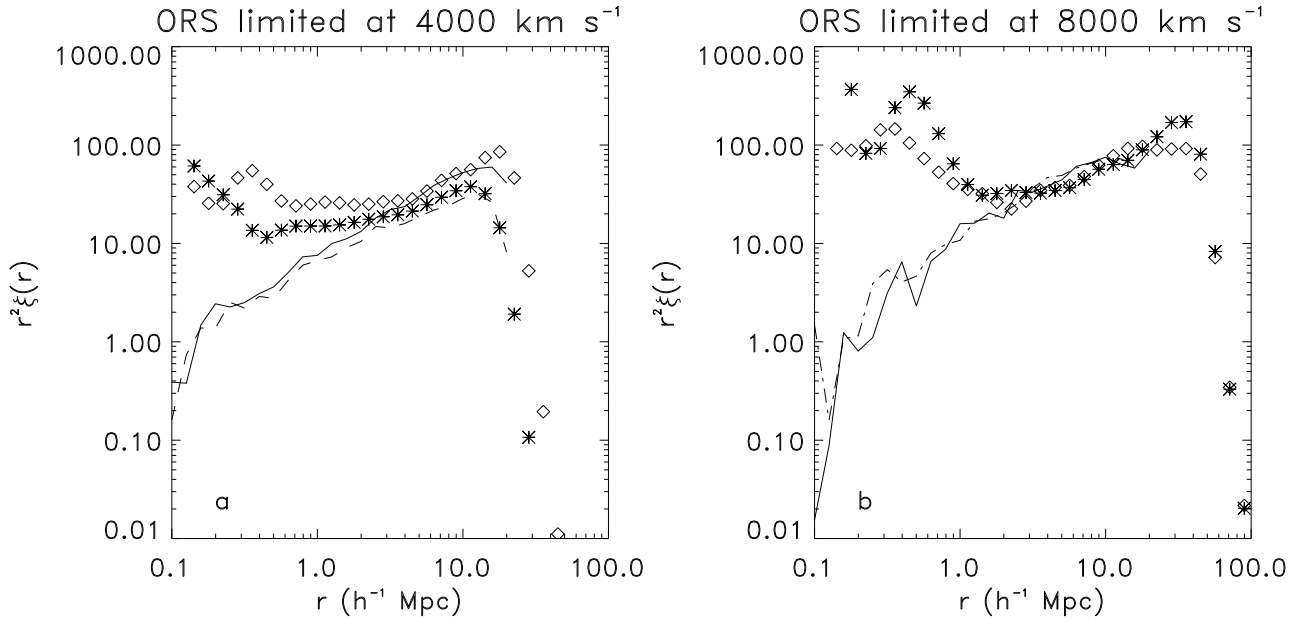 ORS limited at 4000 km s⁻¹
1000.00
100.00
10.00
1.00
0.10
0.01
r²ξ(r)
a
0.1 1.0 10.0 100.0
r (h⁻¹ Mpc)
ORS limited at 8000 km s⁻¹
1000.00
100.00
10.00
1.00
0.10
0.01
r²ξ(r)
b
0.1 1.0 10.0 100.0
r (h⁻¹ Mpc)